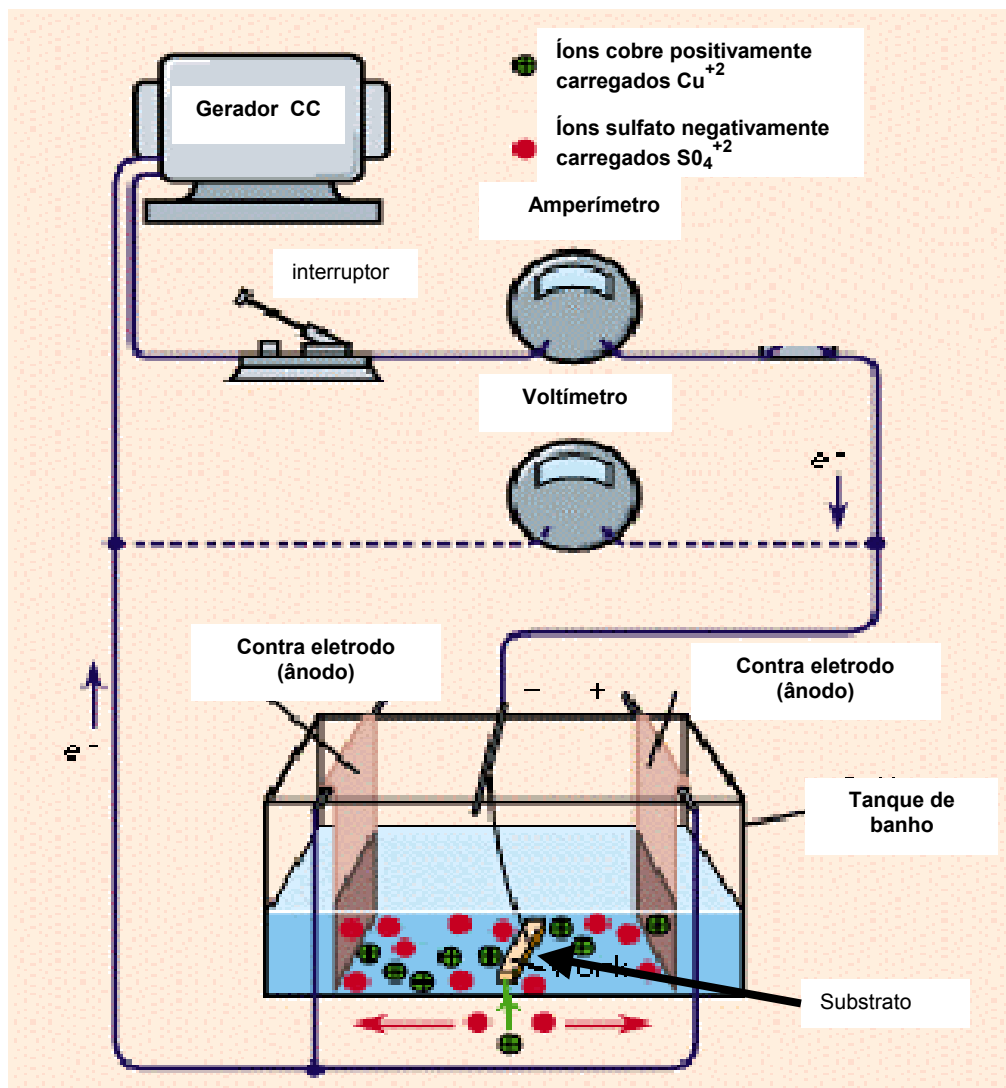 Íons cobre positivamente
carregados Cu+2
Gerador CC
Íons sulfato negativamente
carregados S04+2
Amperímetro
interruptor
Voltímetro
e -
Contra eletrodo
(ânodo)
Contra eletrodo
(ânodo)
- +
e -
Tanque de
banho
Substrato